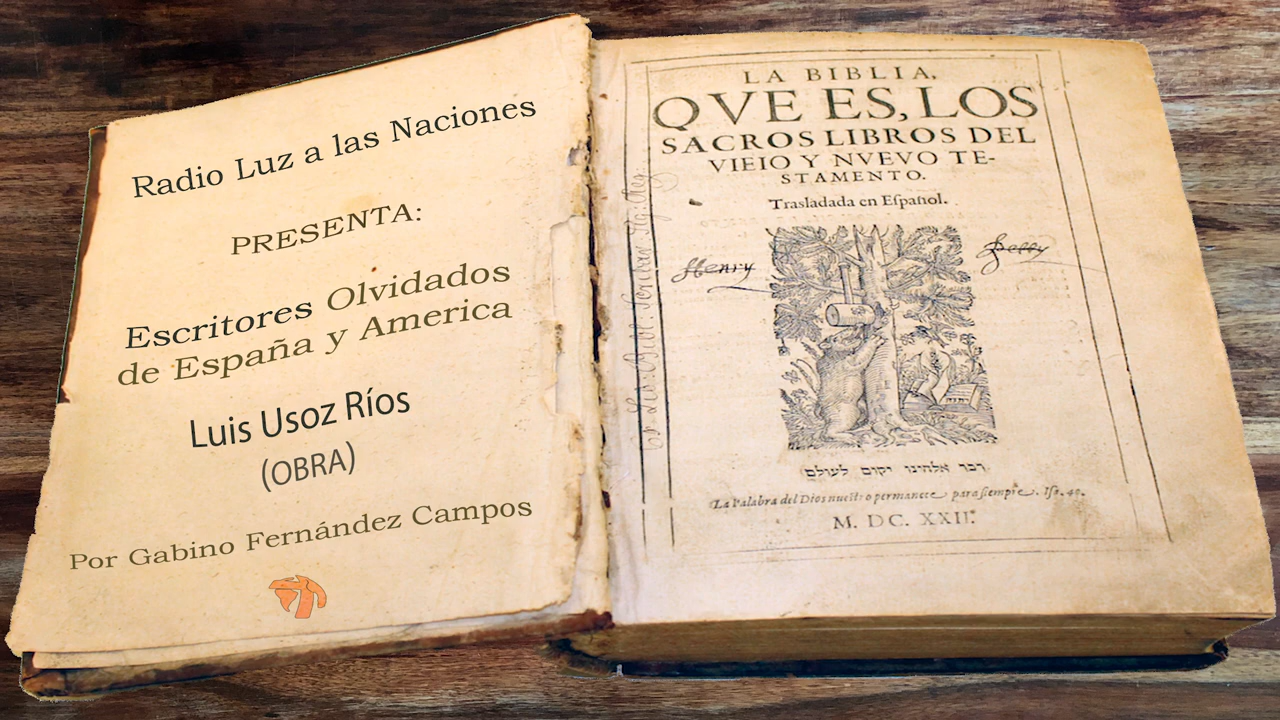 Radio Luz a las Naciones
PRESENTA:
Escritores Olvidados
de España y America
Luis Usoz Ríos
(OBRA)
Por Gabino Fernández Campos
LA BIBLIA,
QVE ES, LOS
SACROS LIBROS DEL
VIEIO Y NVEVO TE-
STAMENTO.
Trasladada en Español.
Henry
דבר אלהינו יקום לעולם
La Palabra del Dios nuestro permanece para siempre. Isa. 40.
M. DC. XXII.